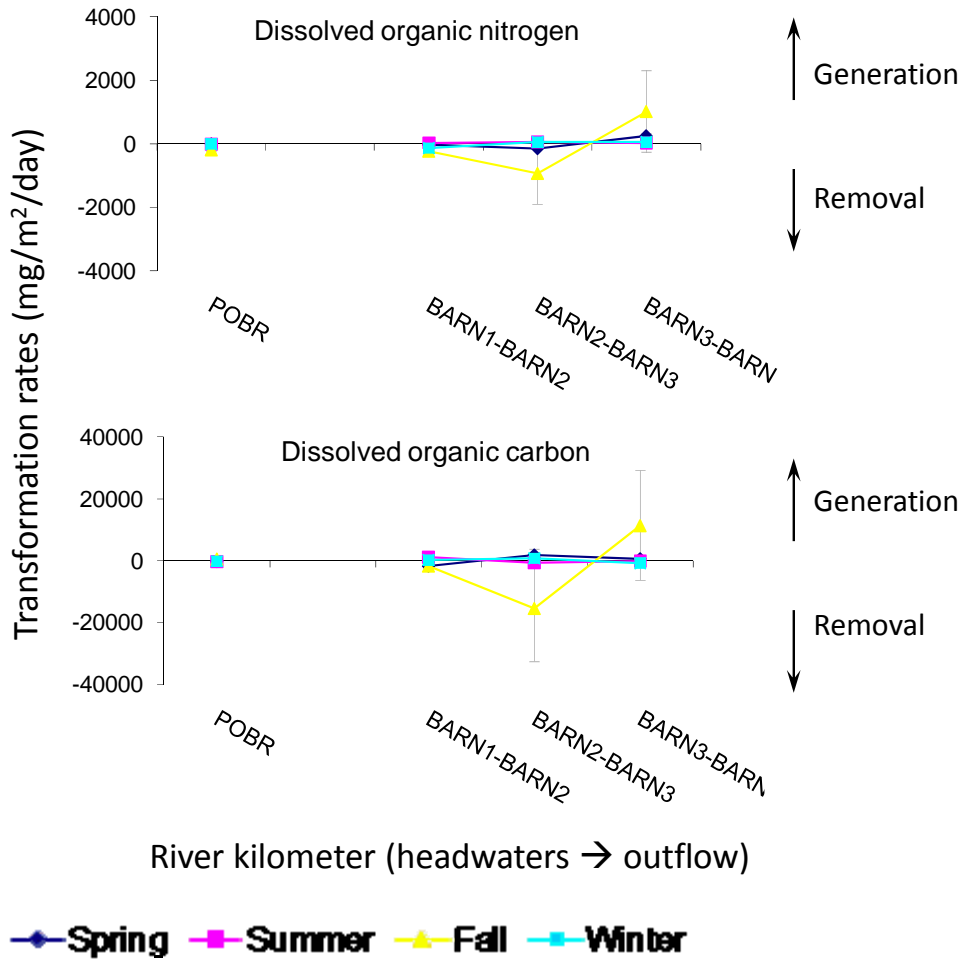 Dissolved organic nitrogen
4000
2000
0
-2000
-4000
Generation
Removal
POBR
BARN1-BARN2
BARN2-BARN3
BARN3-BARN
Transformation rates (mg/m²/day)
Dissolved organic carbon
40000
20000
0
-20000
-40000
Generation
Removal
POBR
BARN1-BARN2
BARN2-BARN3
BARN3-BARN
River kilometer (headwaters → outflow)
Spring Summer Fall Winter